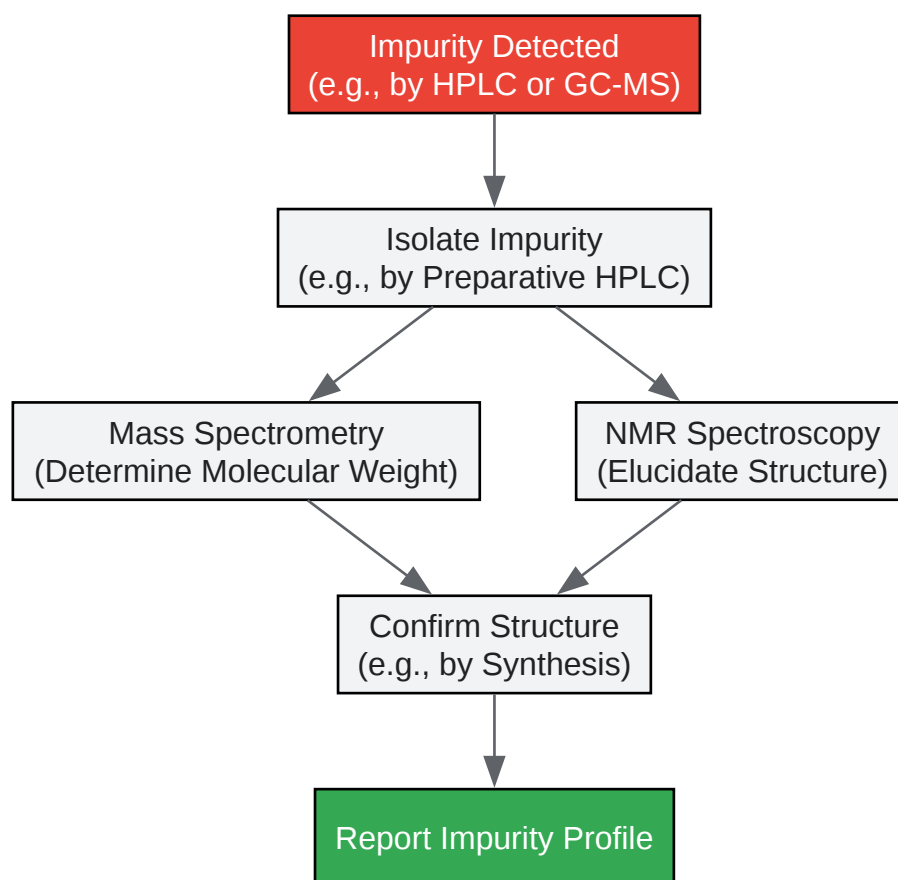 Impurity Detected
(e.g., by HPLC or GC-MS)
Isolate Impurity
(e.g., by Preparative HPLC)
Mass Spectrometry
(Determine Molecular Weight)
NMR Spectroscopy
(Elucidate Structure)
Confirm Structure
(e.g., by Synthesis)
Report Impurity Profile